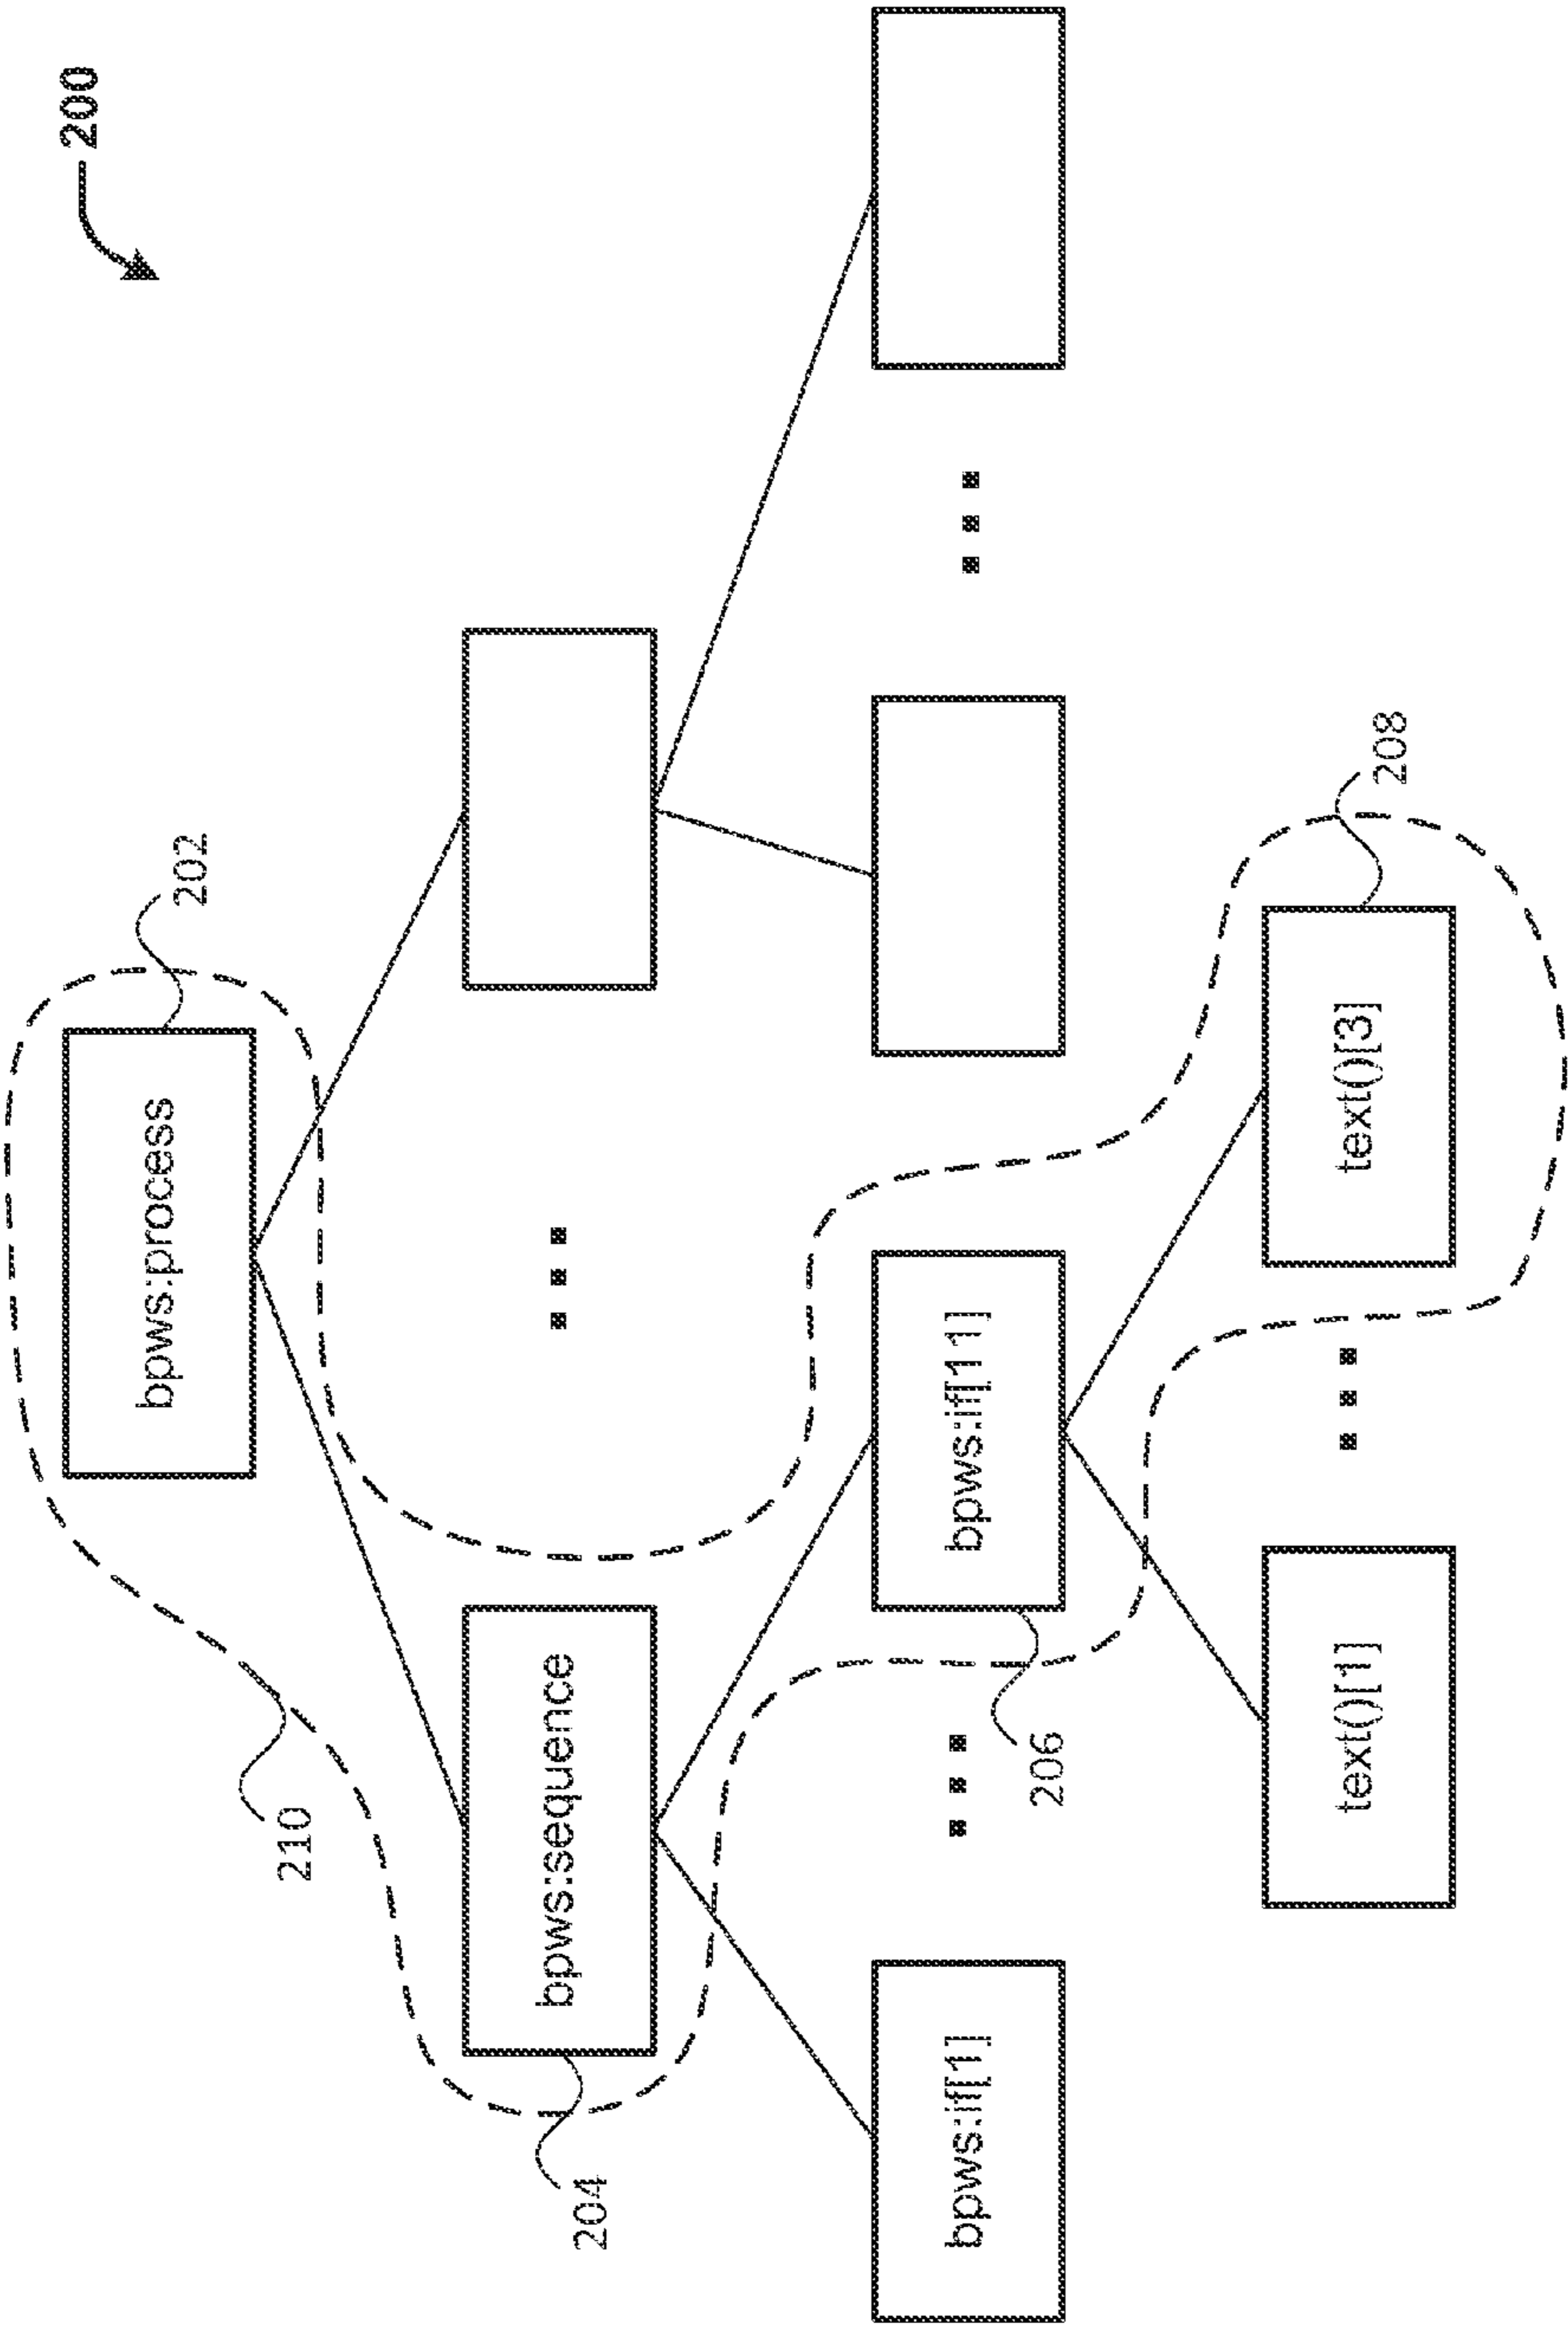 200
bpws:process
202
210
bpws:sequence
204
bpws:if[1]
bpws:if[11]
206
text()[1]
text()[3]
208